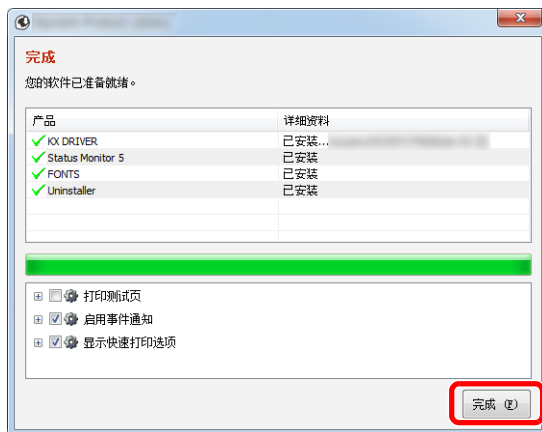 完成
您的软件已准备就绪。
产品 详细资料
KX DRIVER 已安装...
Status Monitor 5 已安装
FONTS 已安装
Uninstaller 已安装
打印测试页
启用事件通知
显示快速打印选项
完成 (F)